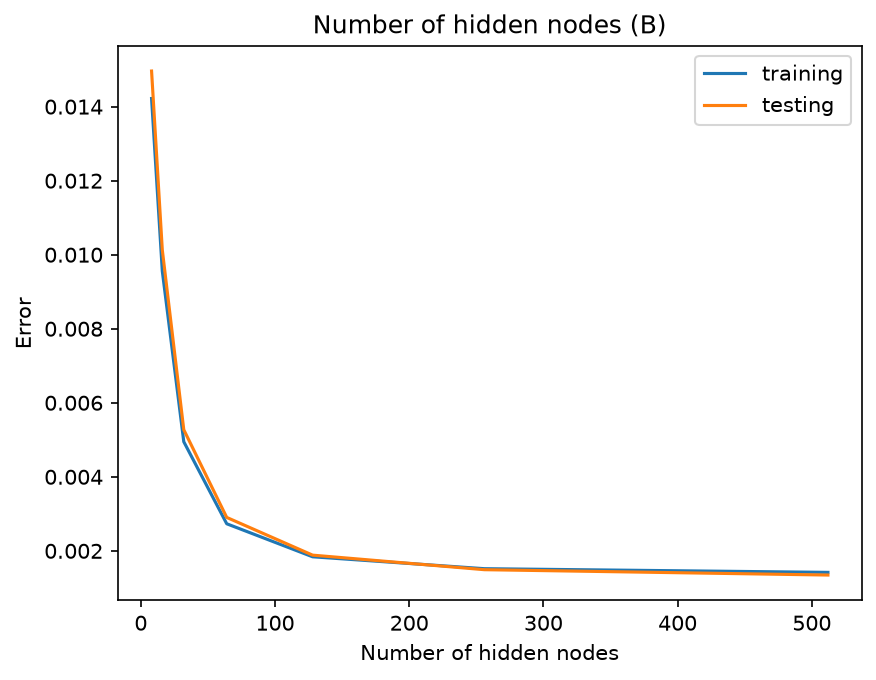 Number of hidden nodes (B)
training
testing
0.014
0.012
0.010
0.008
0.006
0.004
0.002
Error
0 100 200 300 400 500
Number of hidden nodes